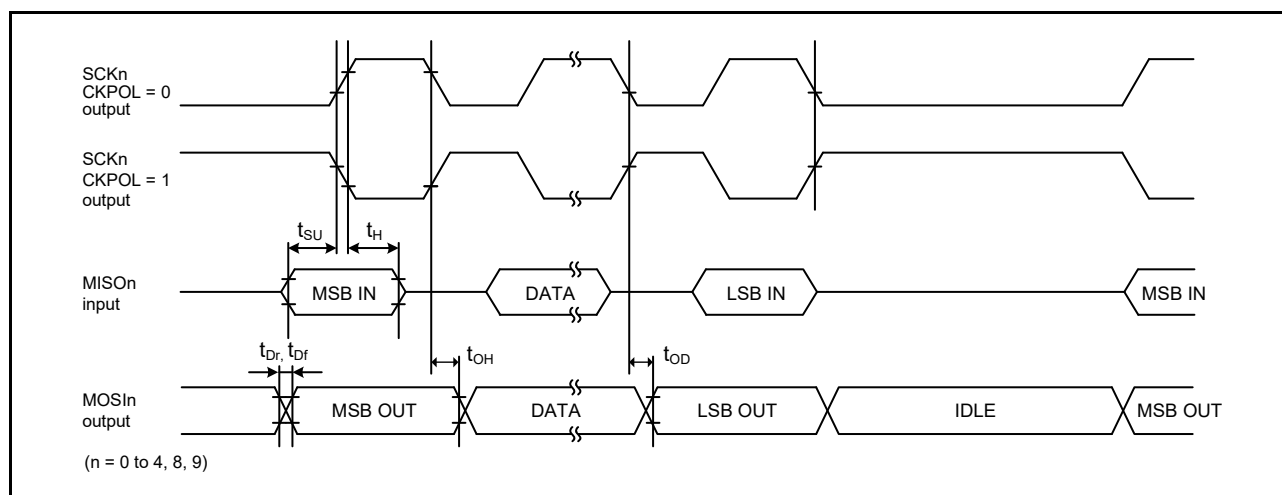 SCKn
CKPOL = 0
output
SCKn
CKPOL = 1
output
tSU
tH
MISOn
input
MSB IN
DATA
LSB IN
MSB IN
tDr, tDf
tOH
tOD
MOSIn
output
MSB OUT
DATA
LSB OUT
IDLE
MSB OUT
(n = 0 to 4, 8, 9)